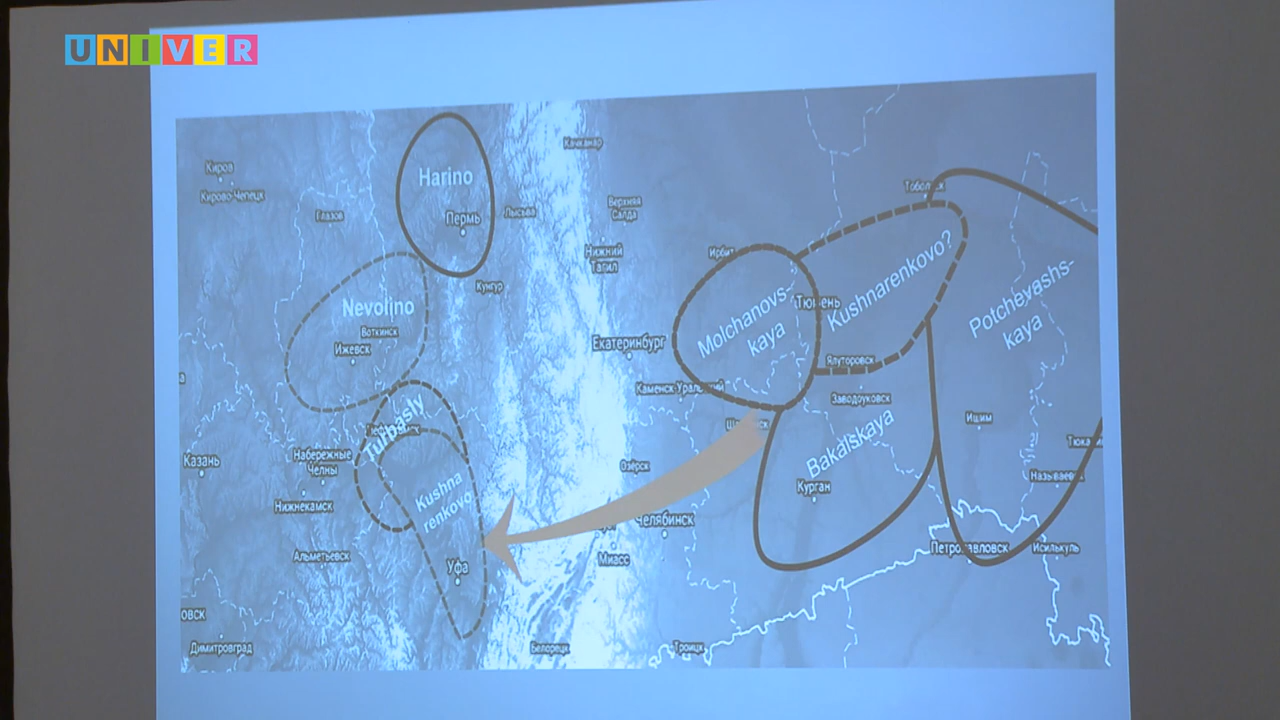 UNIVER
Качканар
Harino
Киров
Кирово-Чепецк
Глазов
Пермь
Лысьва
Верхняя
Салда
Тобольск
Нижний
Тагил
Ирбит
Кунгур
Nevolino
Воткинск
Ижевск
Екатеринбург
Molchanovs-
kaya
Тюмень
Kushnarenkovo?
Potchevashs-
kaya
Ялуторовск
Заводоуковск
Каменск-Уральский
Turbasly
Ишим
Bakalskaya
Казань
Набережные
Челны
Озёрск
Курган
Kushna
renkovo
Нижнекамск
Челябинск
Альметьевск
Миасс
Уфа
Петропавловск
Исилькуль
овск
Димитровград
Белорецк
Троицк